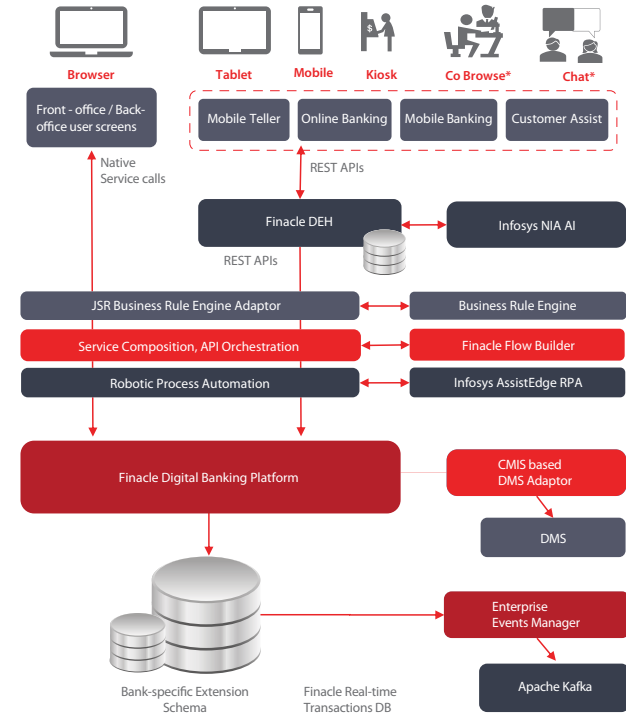 Browser
Tablet
Mobile
Kiosk
Co Browse*
Chat*
Front - office / Back-
office user screens
Mobile Teller
Online Banking
Mobile Banking
Customer Assist
Native
Service calls
REST APIs
$
Finacle DEH
Infosys NIA AI
REST APIs
JSR Business Rule Engine Adaptor
Business Rule Engine
Service Composition, API Orchestration
Finacle Flow Builder
Robotic Process Automation
Infosys AssistEdge RPA
Finacle Digital Banking Platform
CMIS based
DMS Adaptor
DMS
Enterprise
Events Manager
Apache Kafka
Bank-specific Extension
Schema
Finacle Real-time
Transactions DB